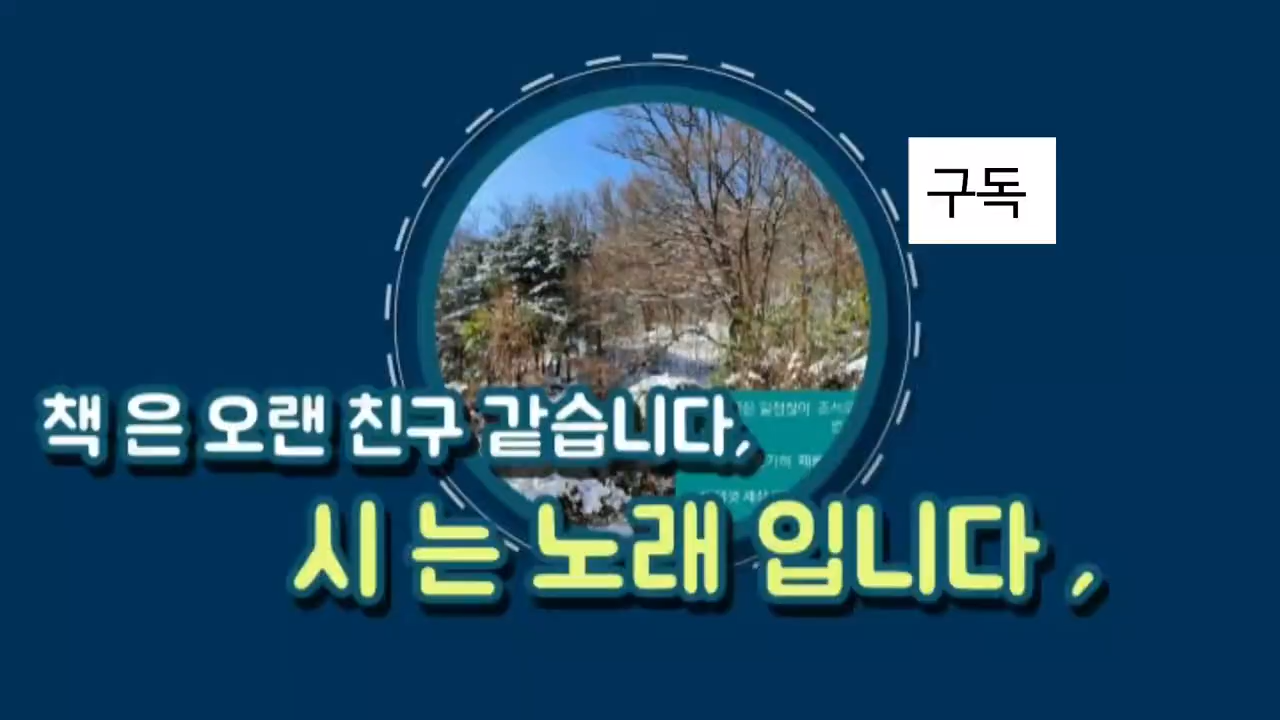 구독
책 은 오랜 친구 같습니다,
시 는 노래 입니다 ,